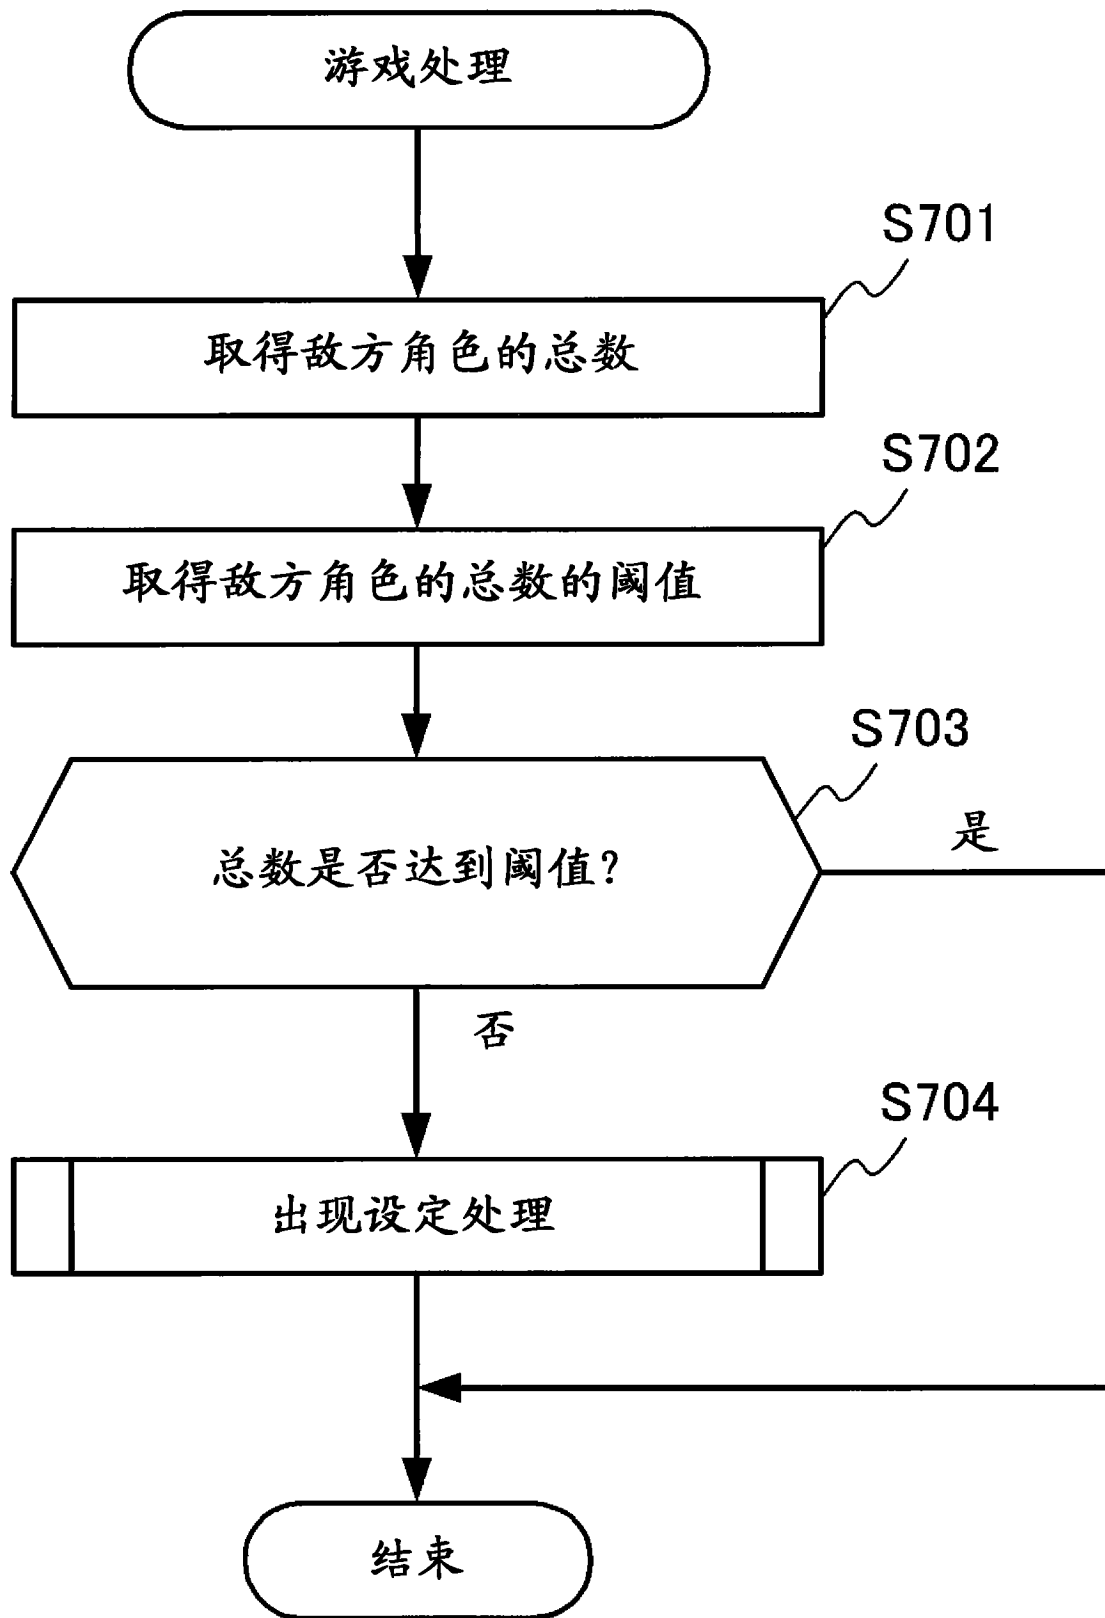 游戏处理
S701
取得敌方角色的总数
S702
取得敌方角色的总数的阈值
S703
总数是否达到阈值?
是
否
S704
出现设定处理
结束